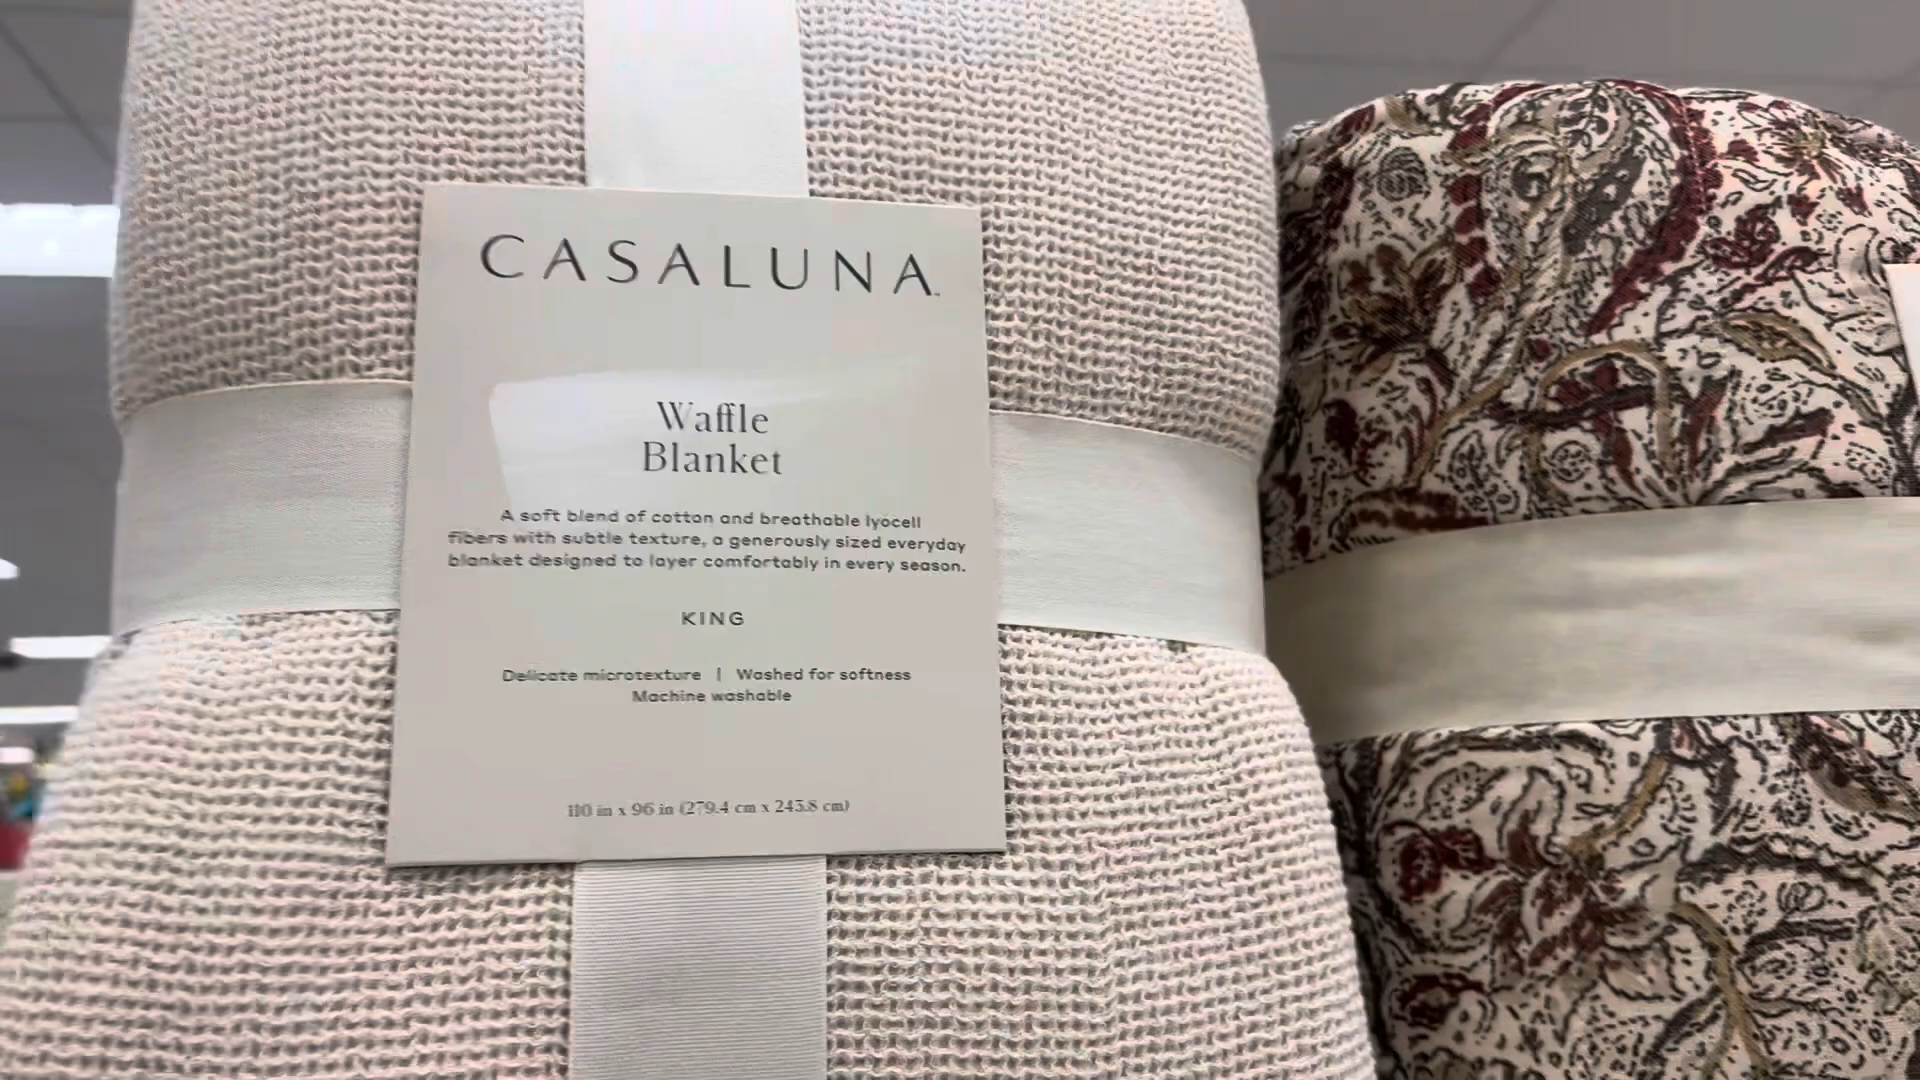 CASALUNA™
Waffle
Blanket
A soft blend of cotton and breathable lyocell
fibers with subtle texture, a generously sized everyday
blanket designed to layer comfortably in every season.
KING
Delicate microtexture | Washed for softness
Machine washable
110 in x 96 in (279.4 cm x 243.8 cm)